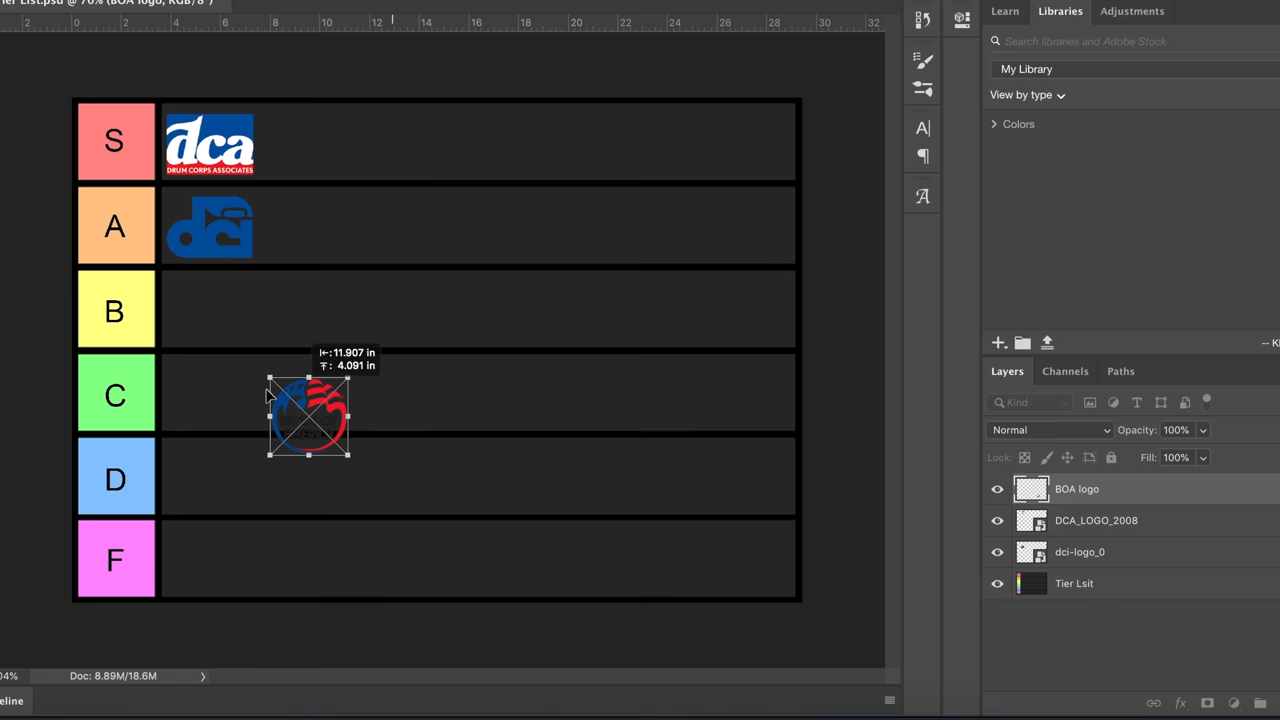 ier List.psd @ 70% (BOA logo, RGB/8*)
2 0 2 4 6 8 10 12 14 16 18 20 22 24 26 28 30 32
Learn Libraries Adjustments
Search libraries and Adobe Stock
My Library
View by type
Colors
S
dca
DRUM CORPS ASSOCIATES
A
dci
B
C
11.907 in
4.091 in
D
F
-- K
Layers Channels Paths
Kind
Normal Opacity: 100%
Lock: Fill: 100%
BOA logo
DCA_LOGO_2008
dci-logo_0
Tier Lsit
04% Doc: 8.89M/18.6M
eline
fx